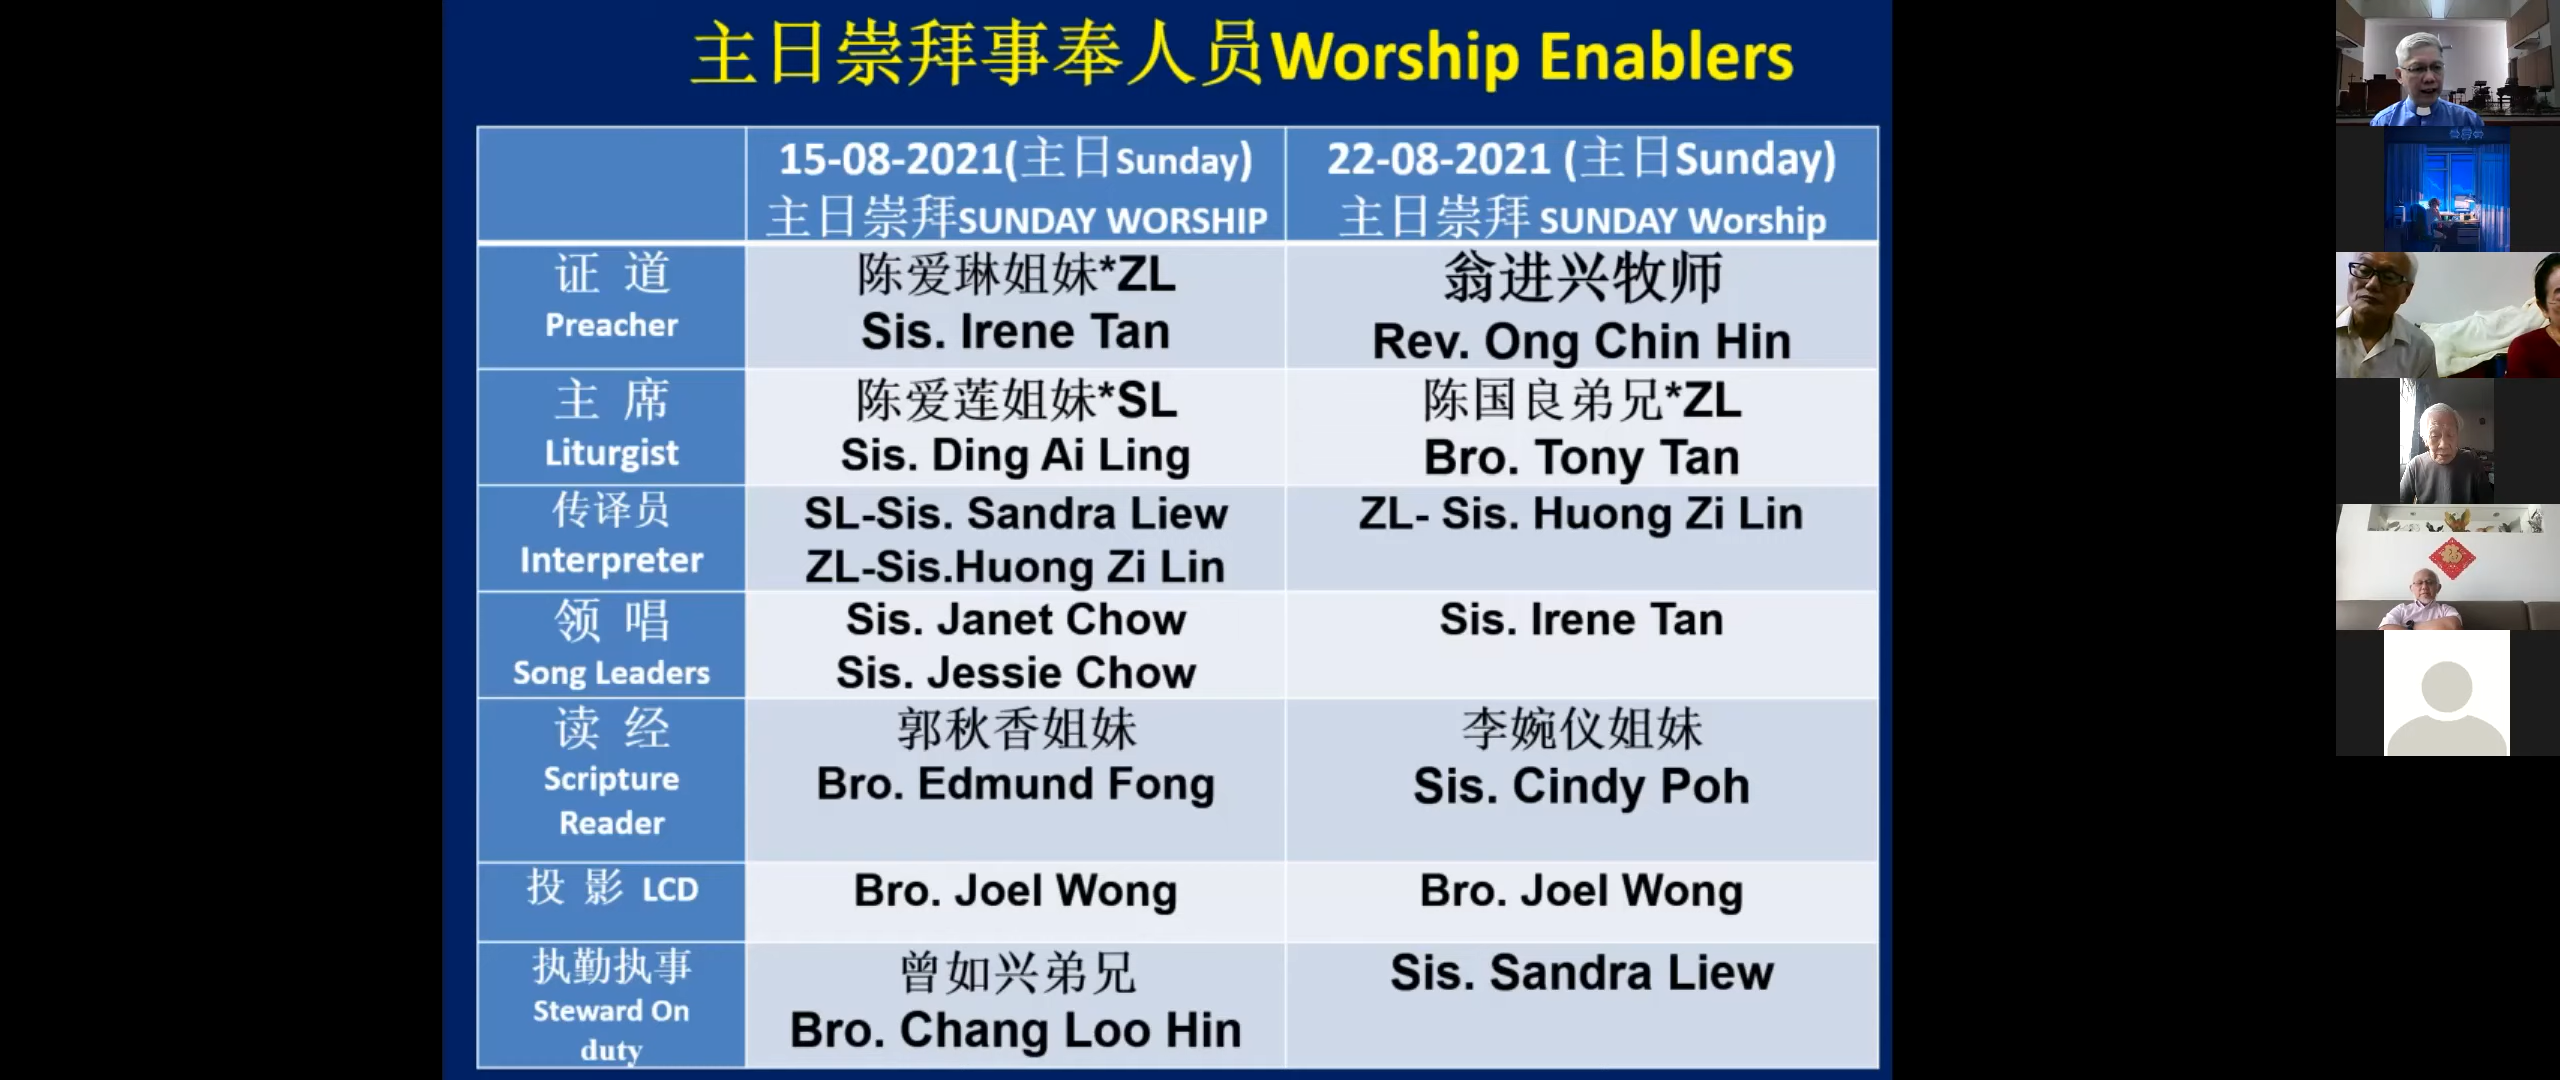 主日崇拜事奉人员Worship Enablers
15-08-2021(主日Sunday)
主日崇拜SUNDAY WORSHIP
22-08-2021 (主日Sunday)
主日崇拜 SUNDAY Worship
证 道
Preacher
陈爱琳姐妹*ZL
Sis. Irene Tan
翁进兴牧师
Rev. Ong Chin Hin
主 席
Liturgist
陈爱莲姐妹*SL
Sis. Ding Ai Ling
陈国良弟兄*ZL
Bro. Tony Tan
传译员
Interpreter
SL-Sis. Sandra Liew
ZL-Sis.Huong Zi Lin
ZL- Sis. Huong Zi Lin
领 唱
Song Leaders
Sis. Janet Chow
Sis. Jessie Chow
Sis. Irene Tan
读 经
Scripture
Reader
郭秋香姐妹
Bro. Edmund Fong
李婉仪姐妹
Sis. Cindy Poh
投 影 LCD
Bro. Joel Wong
Bro. Joel Wong
执勤执事
Steward On
duty
曾如兴弟兄
Bro. Chang Loo Hin
Sis. Sandra Liew
福